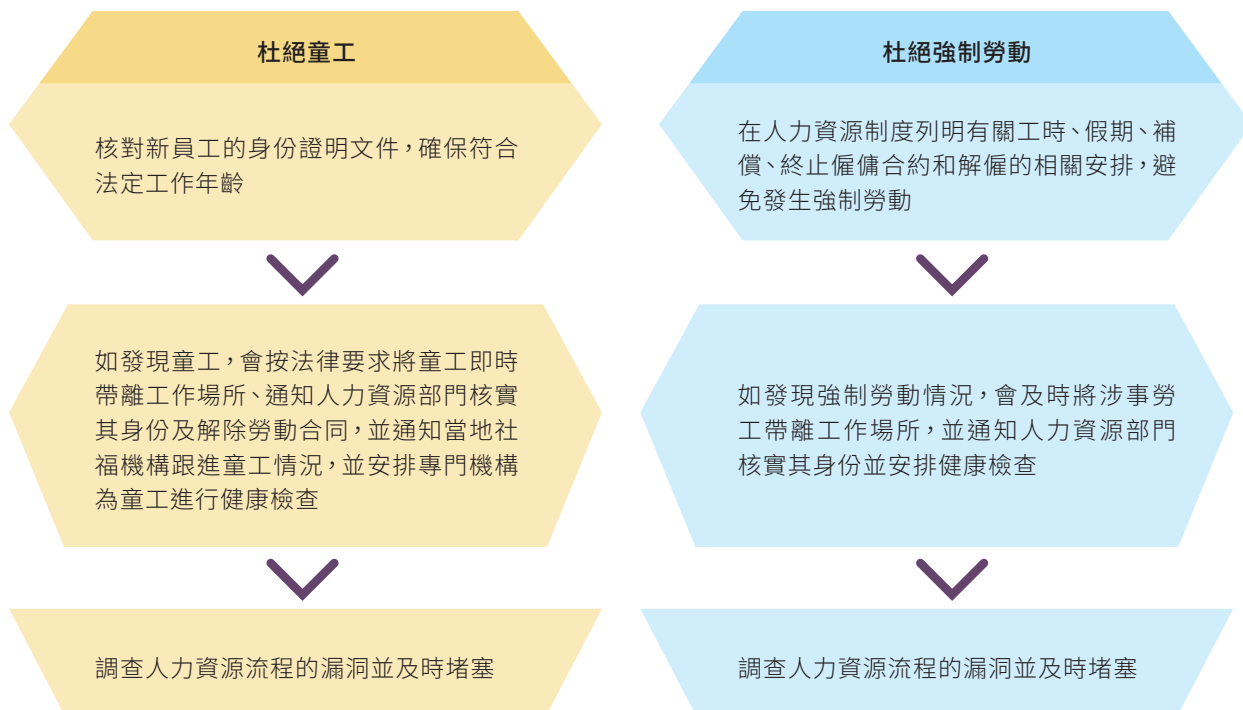 杜絕童工
核對新員工的身份證明文件，確保符合
法定工作年齡
如發現童工，會按法律要求將童工即時
帶離工作場所、通知人力資源部門核實
其身份及解除勞動合同，並通知當地社
福機構跟進童工情況，並安排專門機構
為童工進行健康檢查
調查人力資源流程的漏洞並及時堵塞
杜絕強制勞動
在人力資源制度列明有關工時、假期、補
償、終止僱傭合約和解僱的相關安排，避
免發生強制勞動
如發現強制勞動情況，會及時將涉事勞
工帶離工作場所，並通知人力資源部門
核實其身份並安排健康檢查
調查人力資源流程的漏洞並及時堵塞